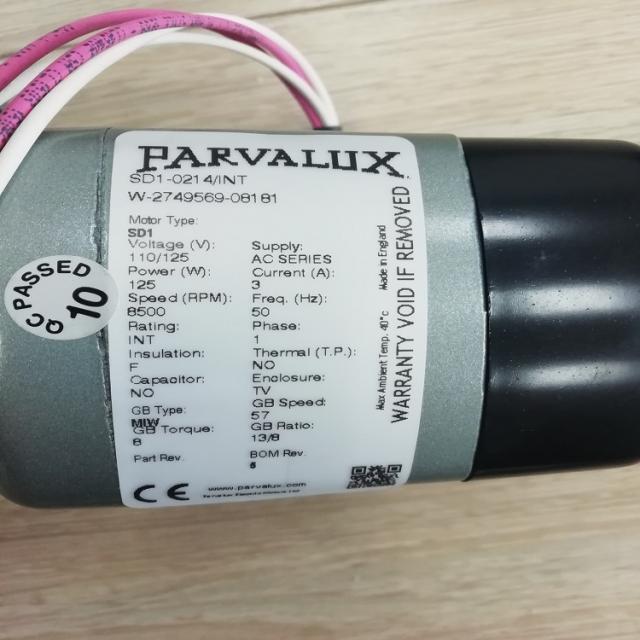 PARVALUX
SD1-0214/INT
W-2749569-08181
Motor Type:
SD1
Voltage (V):
110/125
Power (W):
125
Speed (RPM):
8500
Rating:
INT
Insulation:
F
Capacitor:
NO
GB Type:
MIW
GB Torque:
8
Part Rev.
Supply:
AC SERIES
Current (A):
3
Freq. (Hz):
50
Phase:
1
Thermal (T.P.):
NO
Enclosure:
TV
GB Speed:
57
GB Ratio:
13/8
BOM Rev.
Made in England
Max Ambient Temp. 40°c
WARRANTY VOID IF REMOVED
CE
www.parvalux.com
QC PASSED
10